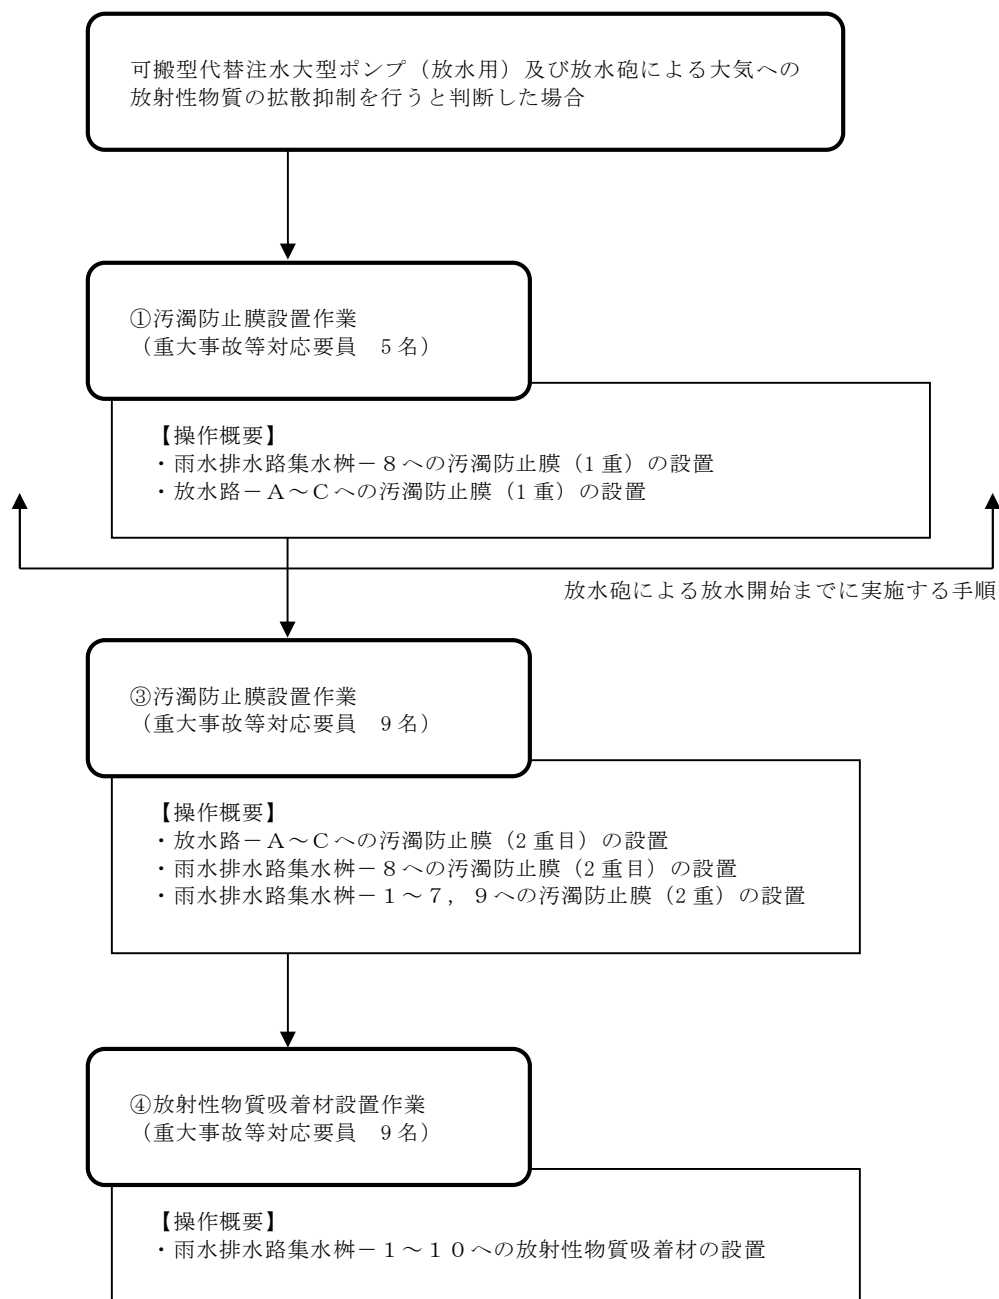 可搬型代替注水大型ポンプ（放水用）及び放水砲による大気への
放射性物質の拡散抑制を行うと判断した場合
①汚濁防止膜設置作業
（重大事故等対応要員　5名）
【操作概要】
・雨水排水路集水桝－８への汚濁防止膜（1重）の設置
・放水路－Ａ～Ｃへの汚濁防止膜（1重）の設置
放水砲による放水開始までに実施する手順
③汚濁防止膜設置作業
（重大事故等対応要員　9名）
【操作概要】
・放水路－Ａ～Ｃへの汚濁防止膜（2重目）の設置
・雨水排水路集水桝－８への汚濁防止膜（2重目）の設置
・雨水排水路集水桝－１～７，９への汚濁防止膜（2重）の設置
④放射性物質吸着材設置作業
（重大事故等対応要員　9名）
【操作概要】
・雨水排水路集水桝－１～１０への放射性物質吸着材の設置